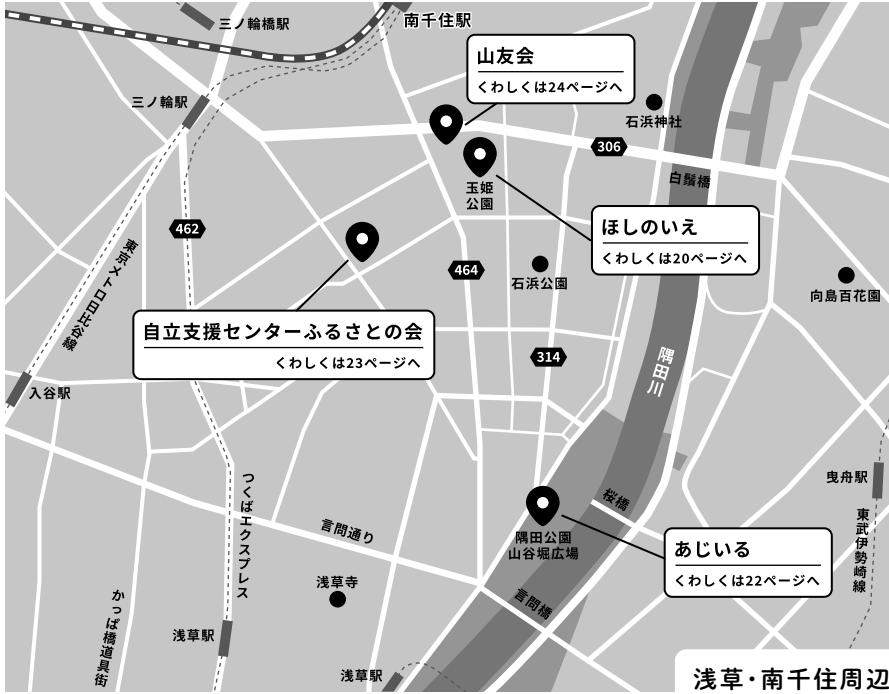 三ノ輪橋駅
南千住駅
山友会
くわしくは24ページへ
三ノ輪駅
石浜神社
306
玉姫
公園
白鬚橋
462
ほしのいえ
くわしくは20ページへ
464
石浜公園
向島百花園
東京メトロ日比谷線
自立支援センターふるさとの会
くわしくは23ページへ
314
隅田川
入谷駅
つくばエクスプレス
曳舟駅
桜橋
東武伊勢崎線
言問通り
隅田公園
山谷堀広場
あじいる
くわしくは22ページへ
浅草寺
言問橋
かっぱ橋道具街
浅草駅
浅草駅
浅草・南千住周辺